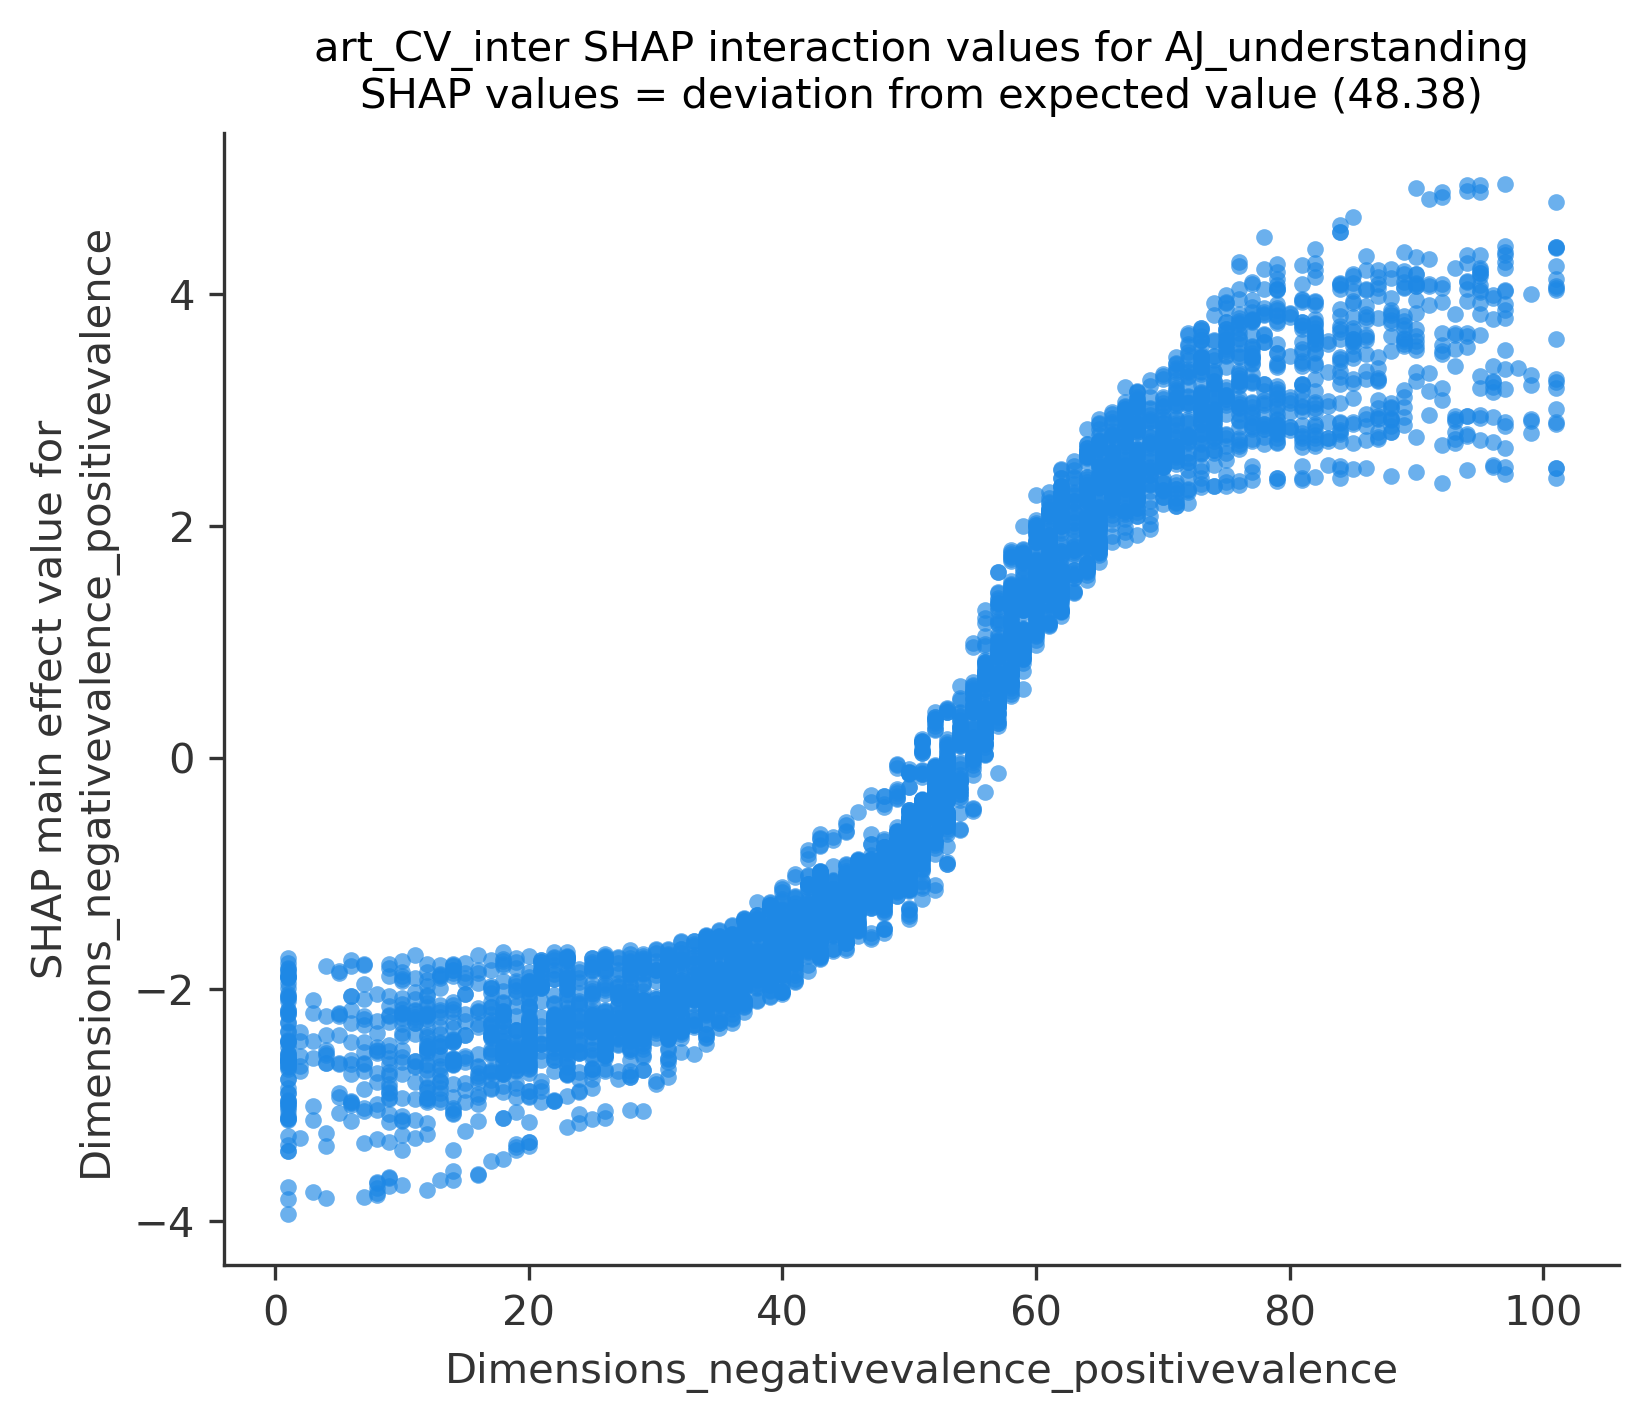 art_CV_inter SHAP interaction values for AJ_understanding
SHAP values = deviation from expected value (48.38)
SHAP main effect value for
Dimensions_negativevalence_positivevalence
4
2
0
−2
−4
0
20
40
60
80
100
Dimensions_negativevalence_positivevalence